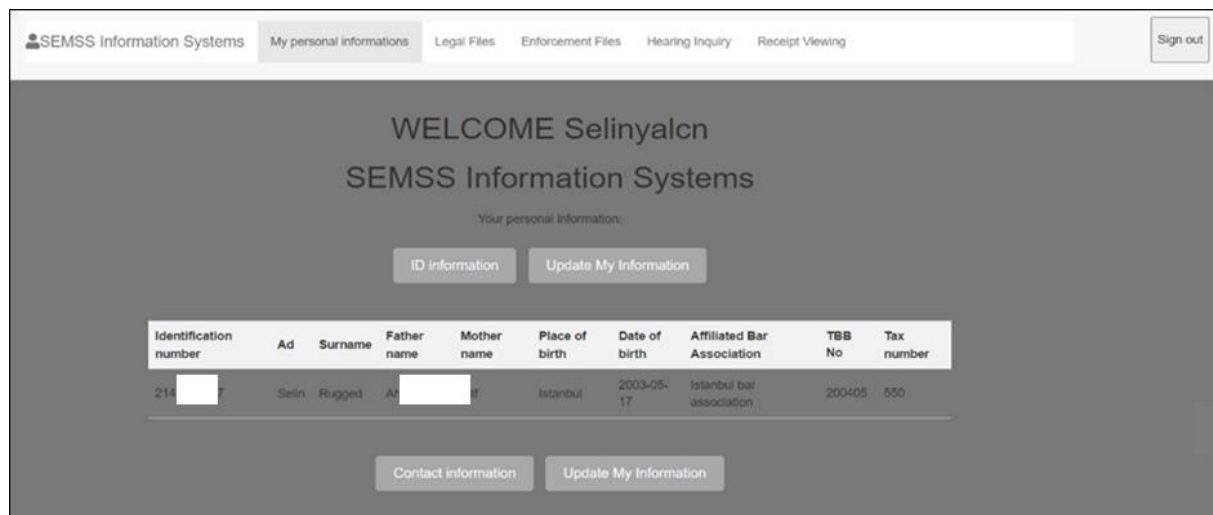 SEMSS Information Systems My personal informations Legal Files Enforcement Files Hearing Inquiry Receipt Viewing Sign out
WELCOME Selinyalcn
SEMSS Information Systems
Your personal information:
ID information Update My Information
Identification number Ad Surname Father name Mother name Place of birth Date of birth Affiliated Bar Association TBB No Tax number
214 7 Selin Rugged Istanbul 2003-05-17 Istanbul bar association 200405 550
Contact information Update My Information